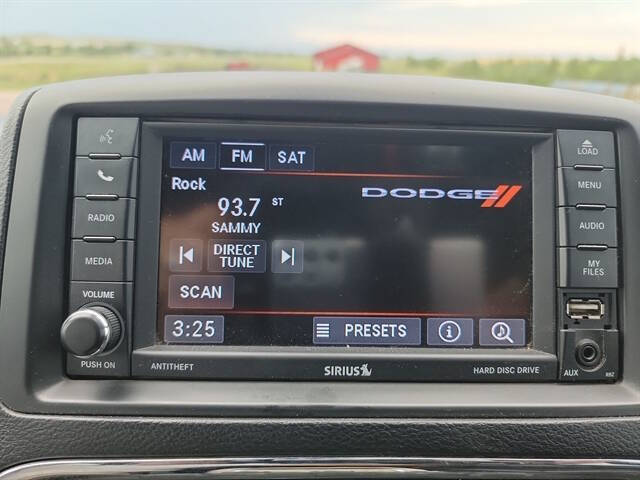 AM FM SAT
Rock
93.7 ST
SAMMY
DIRECT
TUNE
SCAN
3:25 PRESETS i
DODGE
RADIO
MEDIA
VOLUME
PUSH ON
LOAD
MENU
AUDIO
MY
FILES
AUX RBZ
ANTITHEFT SIRIUS HARD DISC DRIVE